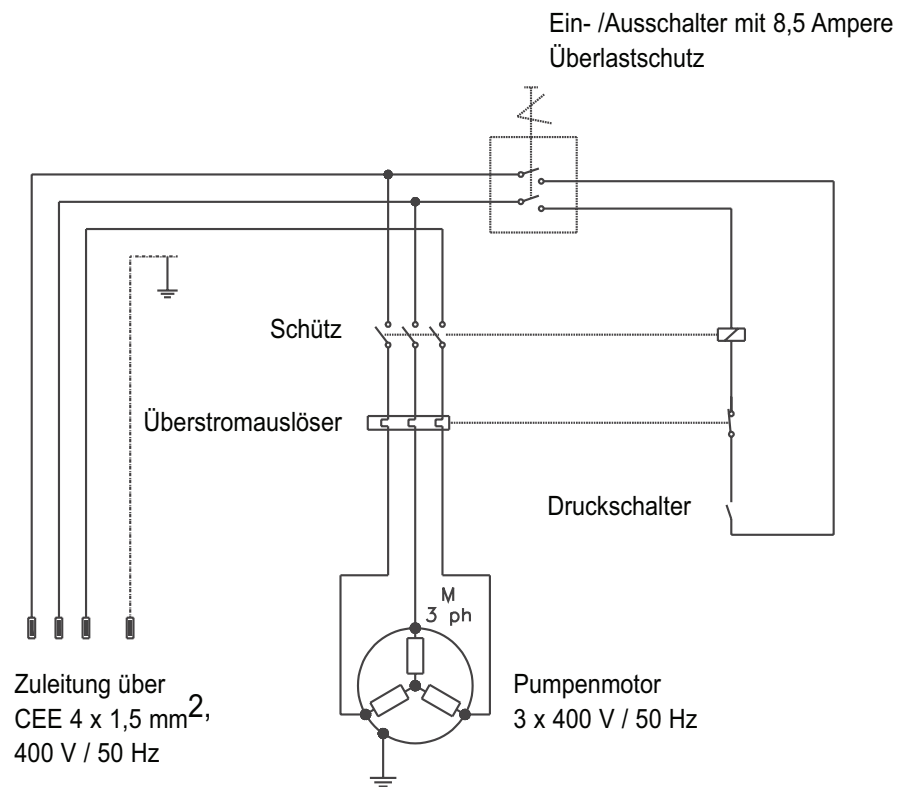 Ein- /Ausschalter mit 8,5 Ampere
Überlastschutz
Schütz
Überstromauslöser
Druckschalter
M
3 ph
Zuleitung über
CEE 4 x 1,5 mm2,
400 V / 50 Hz
Pumpenmotor
3 x 400 V / 50 Hz